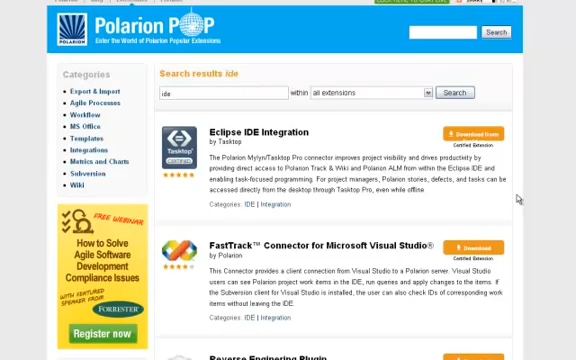 POLARION
Polarion POP
Enter the World of Polarion Popular Extensions
Search
Categories
Export & Import
Agile Processes
Workflow
MS Office
Templates
Integrations
Metrics and Charts
Subversion
Wiki
FREE WEBINAR
How to Solve
Agile Software
Development
Compliance Issues
WITH FEATURED
SPEAKER FROM
FORRESTER
Register now
Search results ide
ide within all extensions Search
Tasktop
CERTIFIED
Eclipse IDE Integration
by Tasktop
Download from
Certified Extension
The Polarion Mylyn/Tasktop Pro connector improves project visibility and drives productivity by
providing direct access to Polarion Track & Wiki and Polarion ALM from within the Eclipse IDE and
enabling task-focused programming. For project managers, Polarion stories, defects, and tasks can be
accessed directly from the desktop through Tasktop Pro, even while offline
Categories: IDE | Integration
FastTrack™ Connector for Microsoft Visual Studio®
by Polarion
Download
Certified Extension
This Connector provides a client connection from Visual Studio to a Polarion server. Visual Studio
users can see Polarion project work items in the IDE, run queries and apply changes to the items. If
the Subversion client for Visual Studio is installed, the user can also check IDs of corresponding work
items without leaving the IDE
Categories: IDE | Integration
Reverse Enginering Plugin